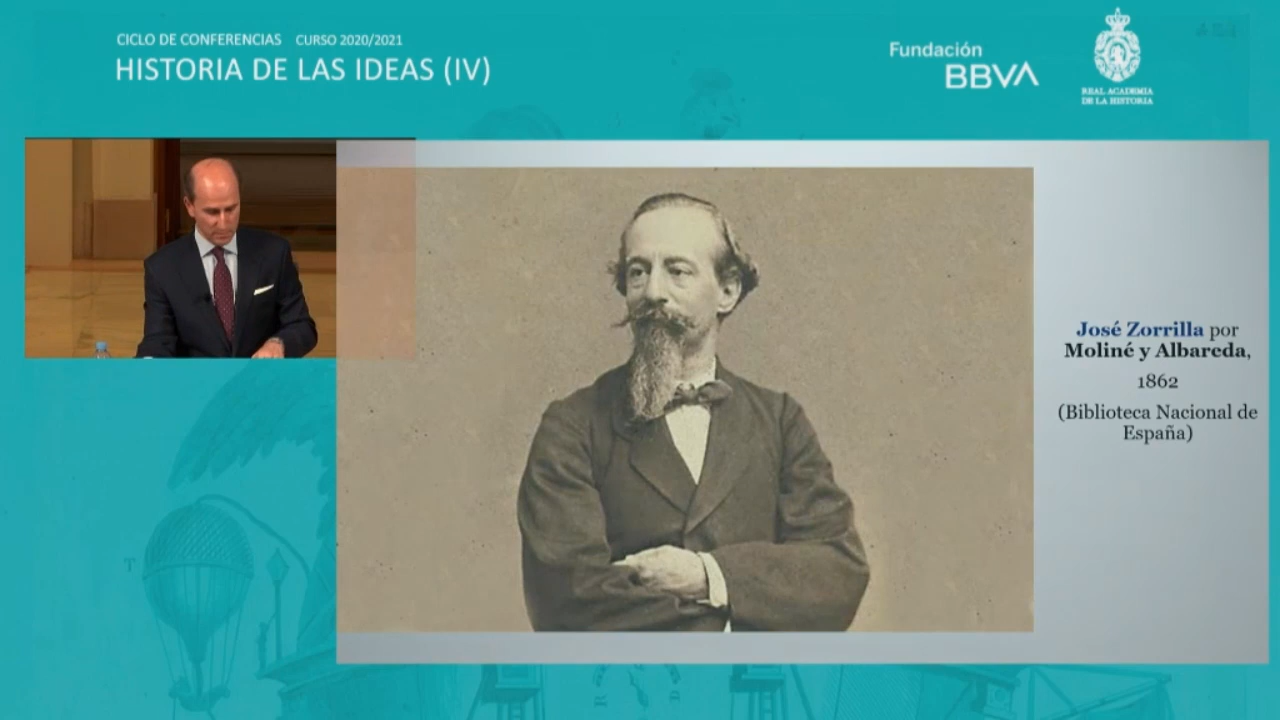 CICLO DE CONFERENCIAS CURSO 2020/2021
HISTORIA DE LAS IDEAS (IV)
Fundación
BBVA
REAL ACADEMIA
DE LA HISTORIA
José Zorrilla por
Moliné y Albareda,
1862
(Biblioteca Nacional de
España)
T
R B